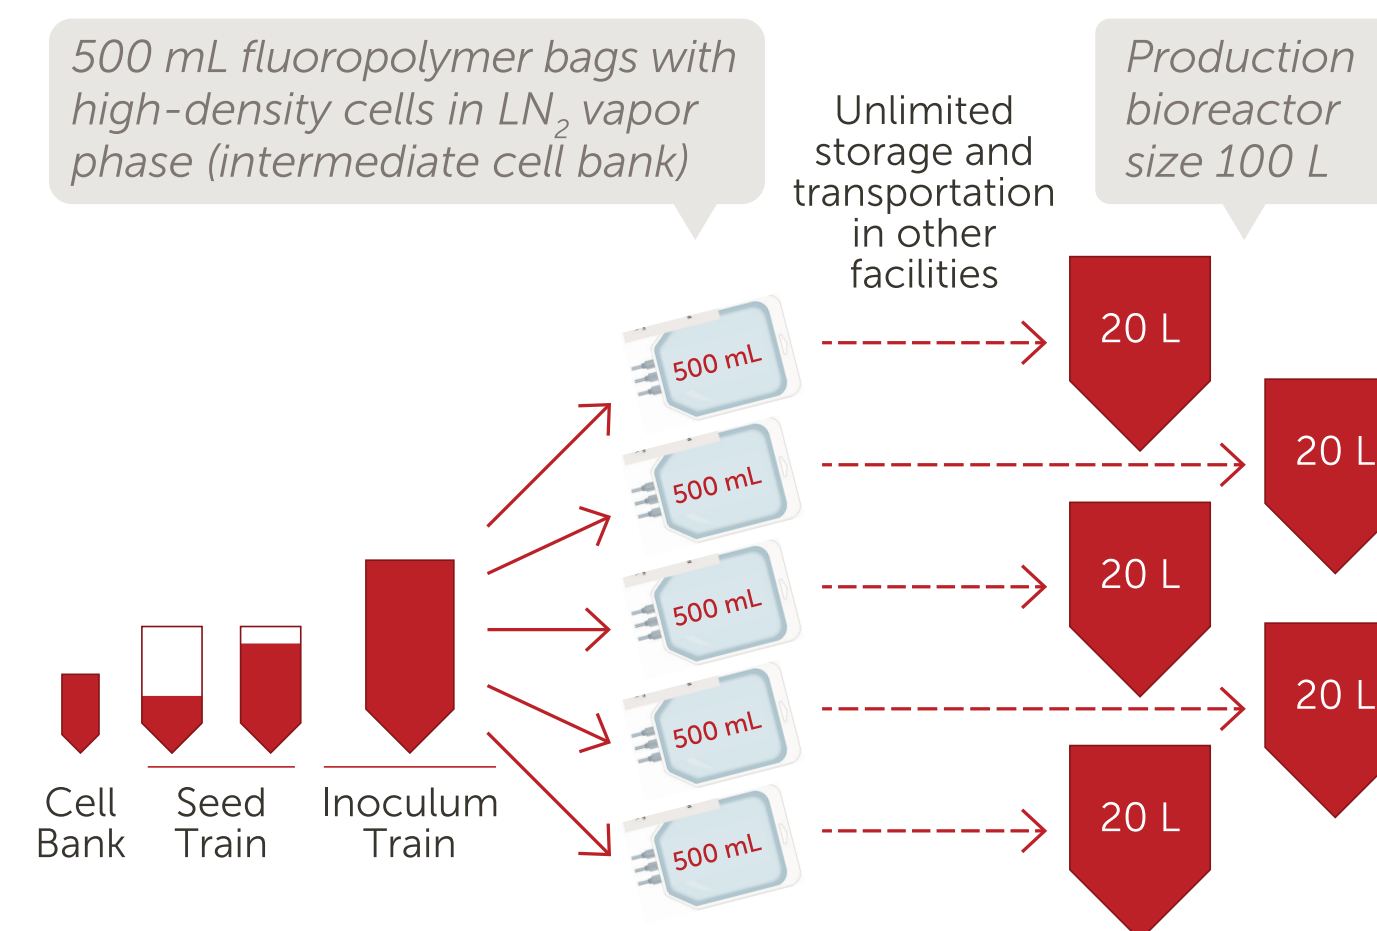 500 mL fluoropolymer bags with
high-density cells in LN₂ vapor
phase (intermediate cell bank)
Unlimited
storage and
transportation
in other
facilities
Production
bioreactor
size 100 L
500 mL
500 mL
500 mL
500 mL
500 mL
20 L
20 L
20 L
20 L
20 L
Cell
Bank
Seed
Train
Inoculum
Train